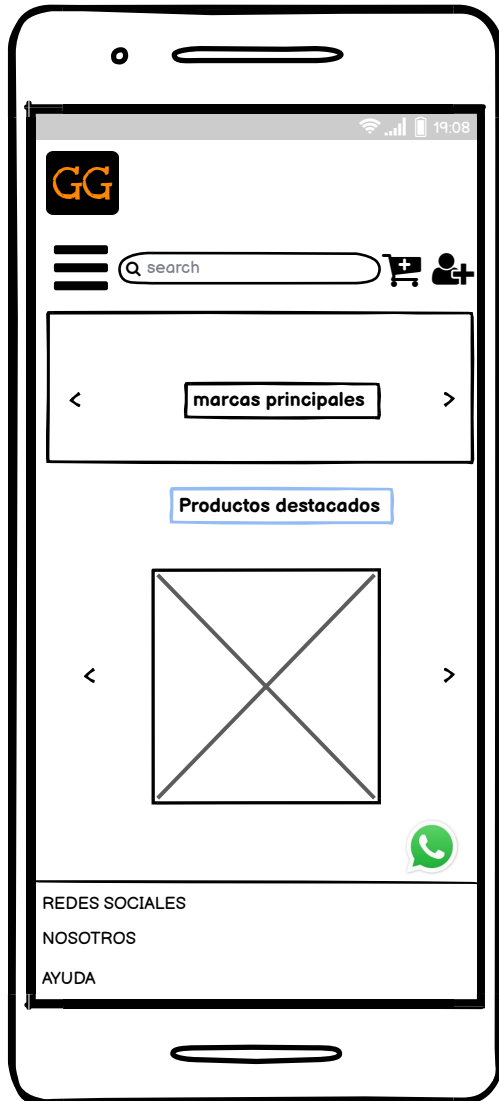 19:08
GG
search
marcas principales
Productos destacados
REDES SOCIALES
NOSOTROS
AYUDA